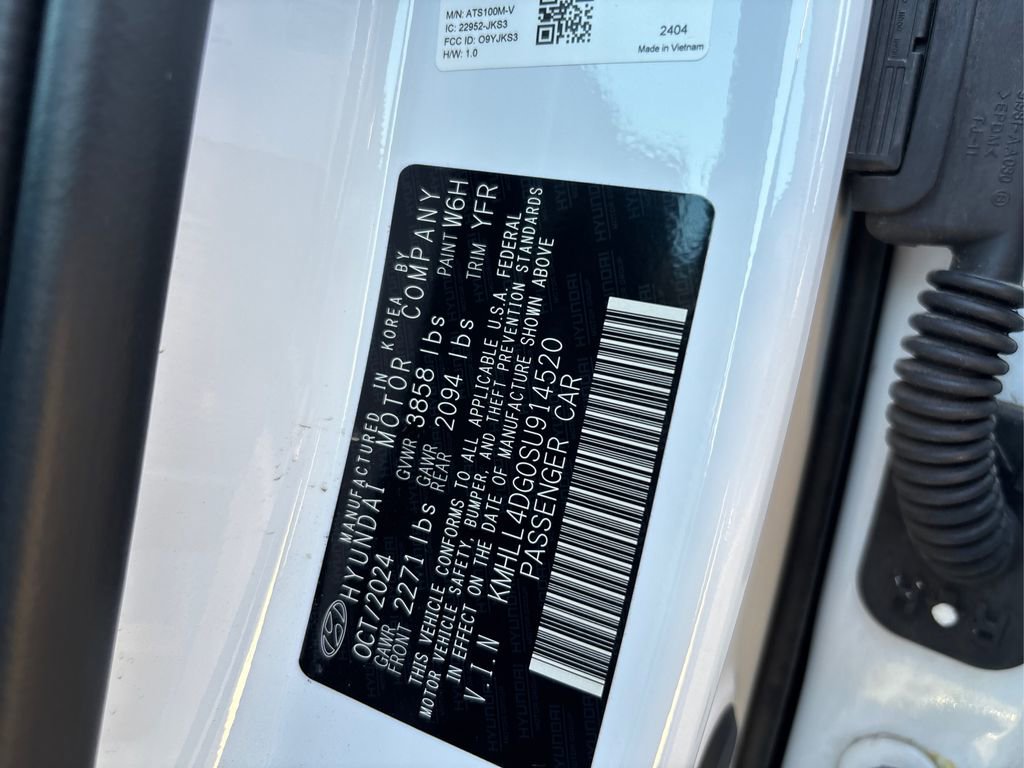 M/N: ATS100M-V
IC: 22952-JKS3
FCC ID: O9YJKS3
H/W: 1.0
2404
Made in Vietnam
MANUFACTURED IN KOREA BY
HYUNDAI MOTOR COMPANY
OCT/2024 GVWR 3858 lbs PAINT W6H
GAWR FRONT 2271 lbs GAWR REAR 2094 lbs TRIM YFR
THIS VEHICLE CONFORMS TO ALL APPLICABLE U.S.A. FEDERAL
MOTOR VEHICLE SAFETY, BUMPER, AND THEFT PREVENTION STANDARDS
IN EFFECT ON THE DATE OF MANUFACTURE SHOWN ABOVE
V.I.N KMHLL4DG0SU914520
PASSENGER CAR
>EPDM<